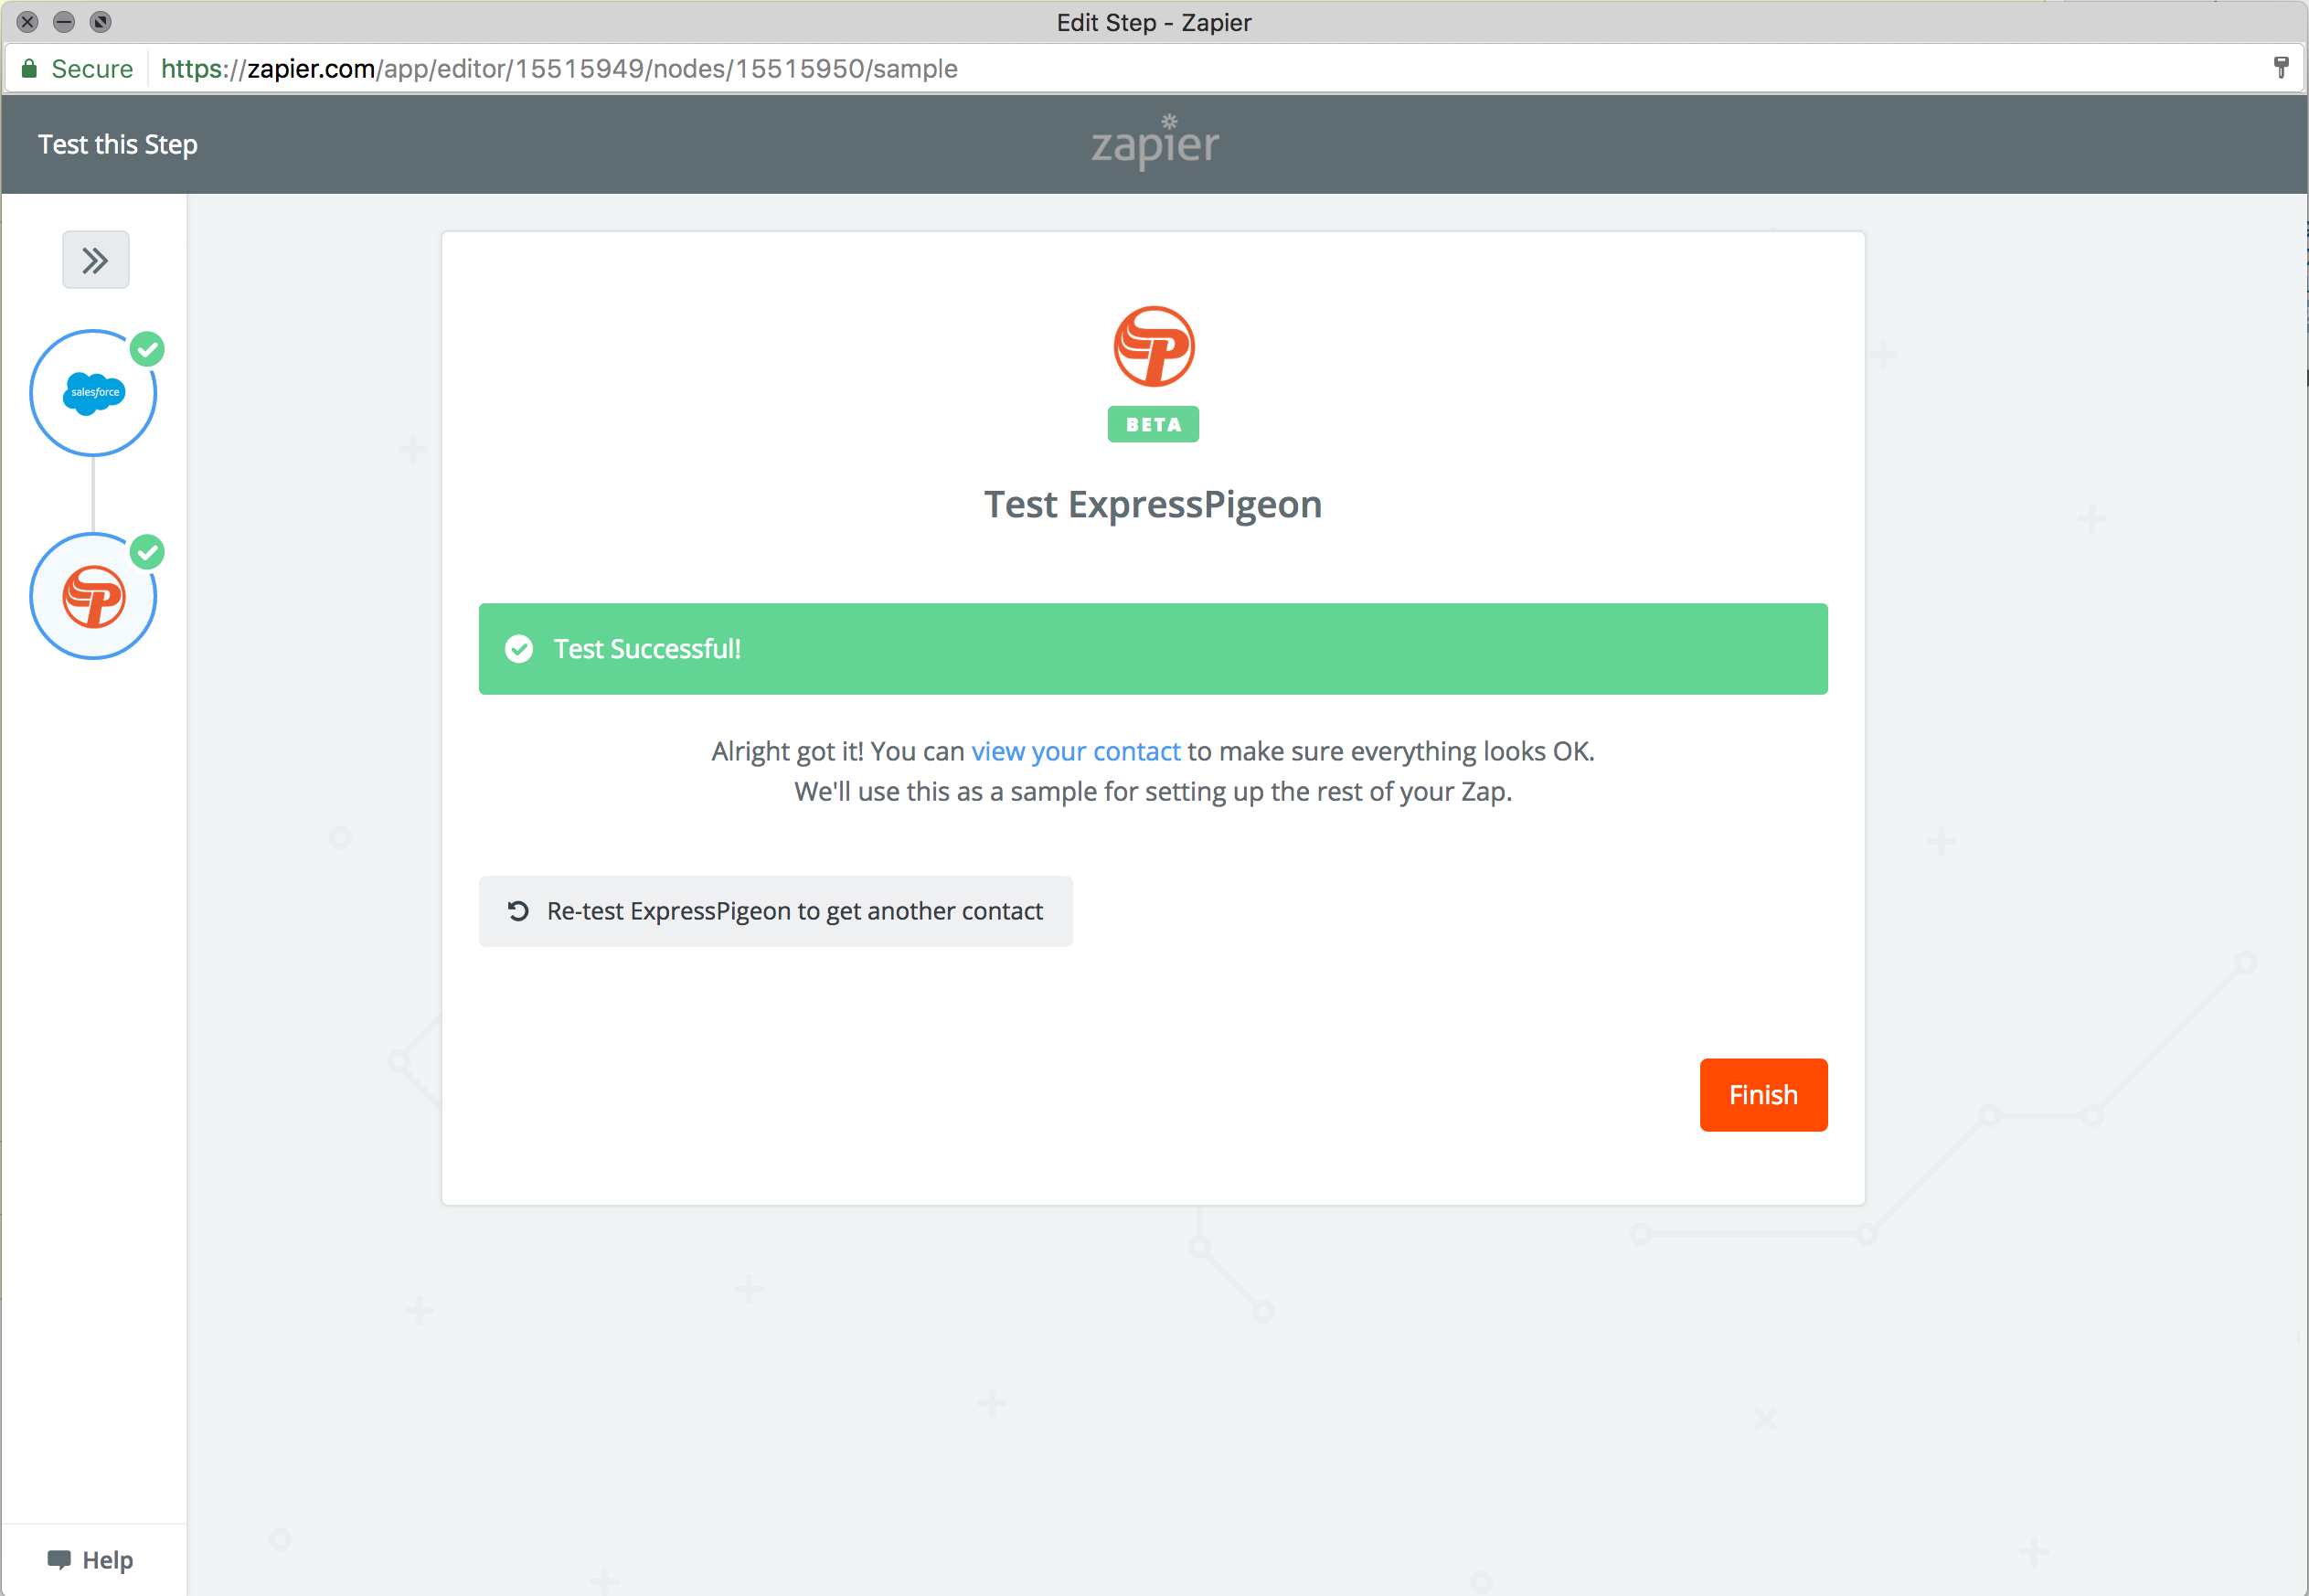 Edit Step - Zapier
Secure https://zapier.com/app/editor/15515949/nodes/15515950/sample
Test this Step
zapier
salesforce
BETA
Test ExpressPigeon
Test Successful!
Alright got it! You can view your contact to make sure everything looks OK.
We'll use this as a sample for setting up the rest of your Zap.
Re-test ExpressPigeon to get another contact
Finish
Help